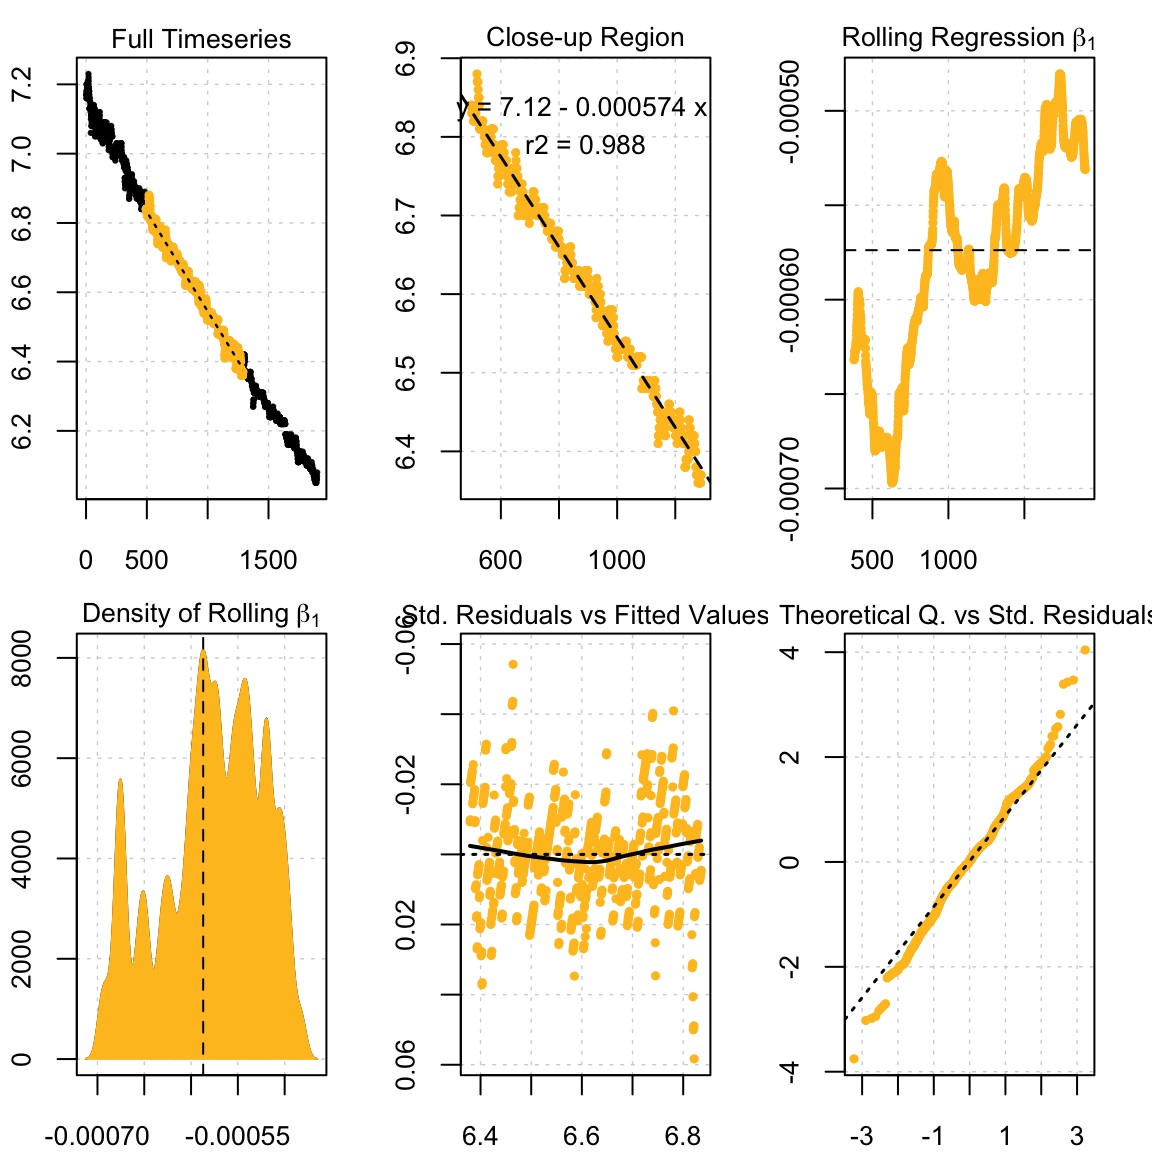 Full Timeseries
7.2
7.0
6.8
6.6
6.4
6.2
0 500 1500
Close-up Region
y = 7.12 - 0.000574 x
r2 = 0.988
6.9
6.8
6.7
6.6
6.5
6.4
600 1000
Rolling Regression β1
-0.00050
-0.00060
-0.00070
500 1000
Density of Rolling β1
8000
6000
4000
2000
0
-0.00070 -0.00055
Std. Residuals vs Fitted Values
-0.06
-0.02
0.02
0.06
6.4 6.6 6.8
Theoretical Q. vs Std. Residuals
4
2
0
-2
-4
-3 -1 1 3